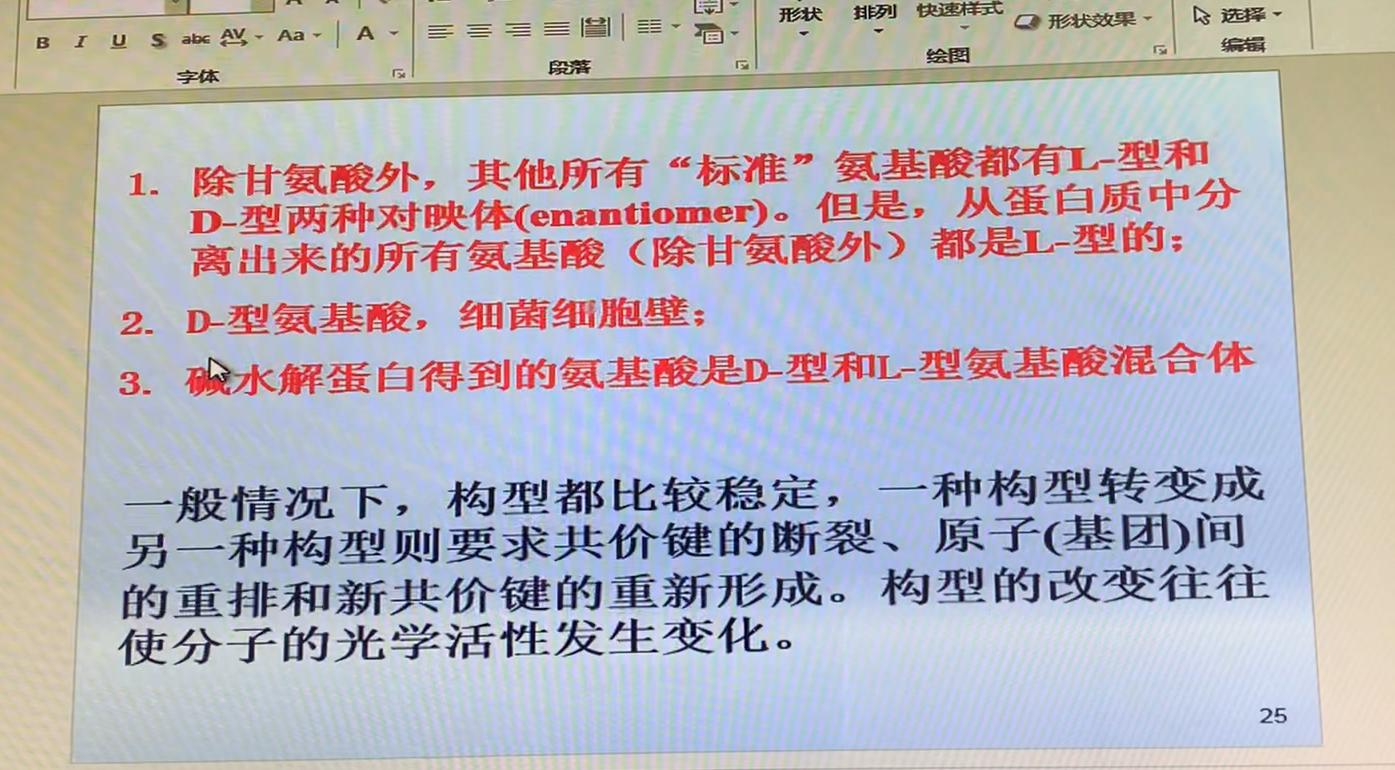 B I U S abc AV Aa A
形状 排列 快速样式 形状效果 选择
字体 段落 绘图 编辑
1. 除甘氨酸外，其他所有“标准”氨基酸都有L-型和
D-型两种对映体(enantiomer)。但是，从蛋白质中分
离出来的所有氨基酸（除甘氨酸外）都是L-型的；
2. D-型氨基酸，细菌细胞壁；
3. 碱水解蛋白得到的氨基酸是D-型和L-型氨基酸混合体
一般情况下，构型都比较稳定，一种构型转变成
另一种构型则要求共价键的断裂、原子(基团)间
的重排和新共价键的重新形成。构型的改变往往
使分子的光学活性发生变化。
25